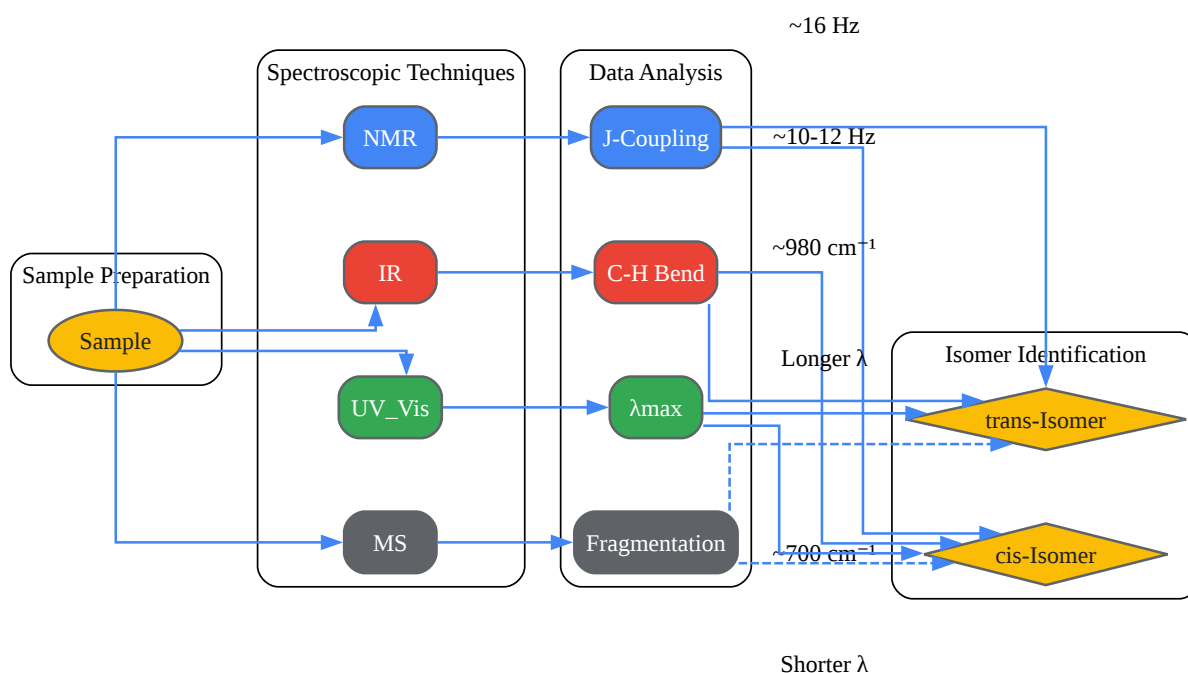 ~16 Hz
Spectroscopic Techniques
Data Analysis
NMR
J-Coupling
~10-12 Hz
~980 cm⁻¹
Sample Preparation
IR
C-H Bend
Sample
Longer λ
Isomer Identification
UV_Vis
λmax
trans-Isomer
MS
Fragmentation
~700 cm⁻¹
cis-Isomer
Shorter λ